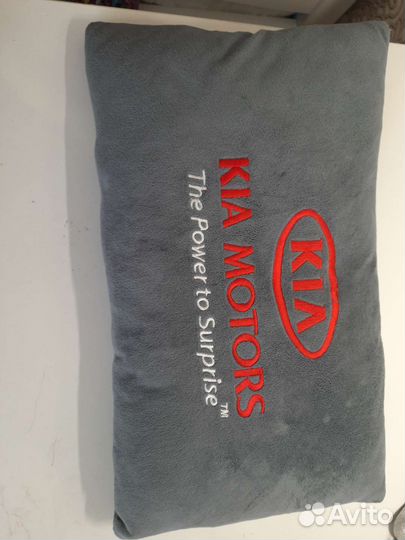 KIA
KIA MOTORS
The Power to Surprise™
Avito